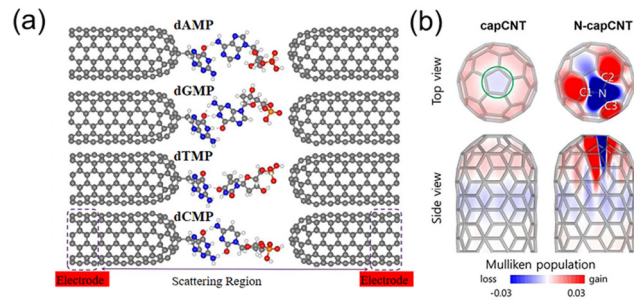 (a)
dAMP
dGMP
dTMP
dCMP
Electrode
Scattering Region
Electrode
(b)
capCNT
N-capCNT
Top view
C2
C1
N
C3
Side view
Mulliken population
loss
gain
-0.03
0.03